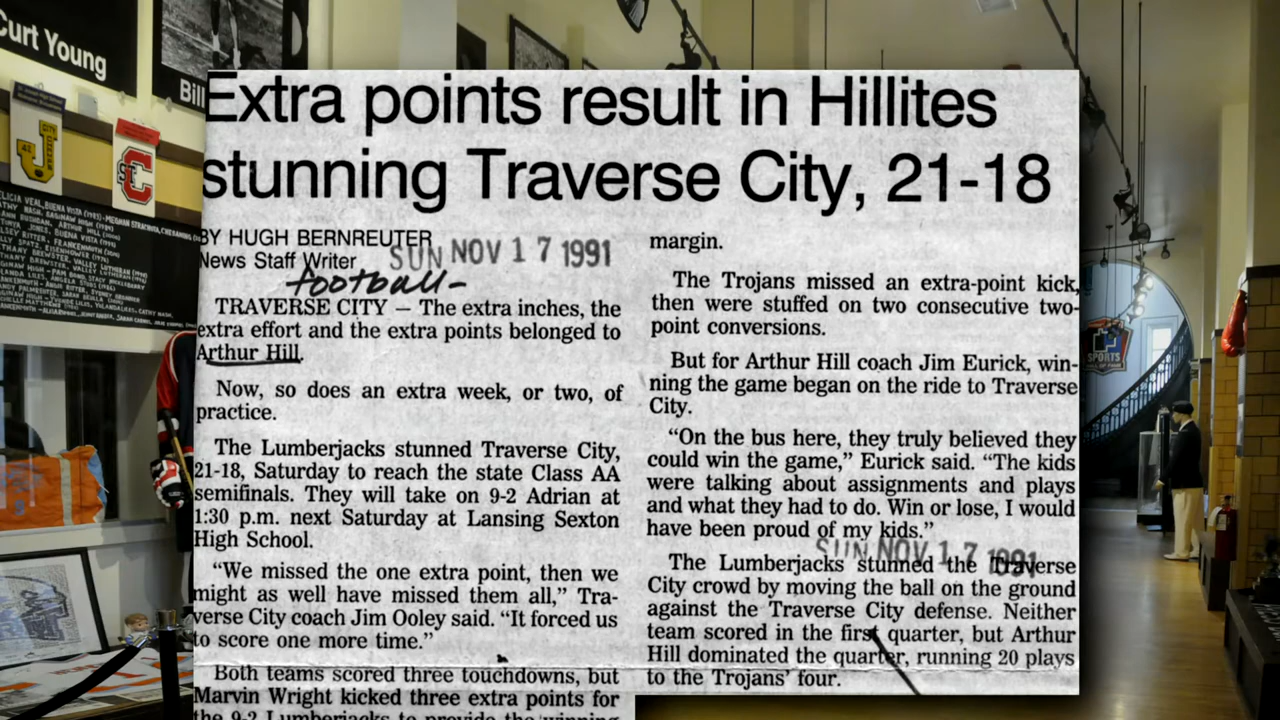 Curt Young
Bill
Extra points result in Hillites
stunning Traverse City, 21-18
BY HUGH BERNREUTER
News Staff Writer
SUN NOV 17 1991
football-
TRAVERSE CITY — The extra inches, the
extra effort and the extra points belonged to
Arthur Hill.
Now, so does an extra week, or two, of
practice.
The Lumberjacks stunned Traverse City,
21-18, Saturday to reach the state Class AA
semifinals. They will take on 9-2 Adrian at
1:30 p.m. next Saturday at Lansing Sexton
High School.
“We missed the one extra point, then we
might as well have missed them all,” Tra-
verse City coach Jim Ooley said. “It forced us
to score one more time.”
Both teams scored three touchdowns, but
Marvin Wright kicked three extra points for
the 9-2 Lumberjacks to provide the winning
margin.
The Trojans missed an extra-point kick,
then were stuffed on two consecutive two-
point conversions.
But for Arthur Hill coach Jim Eurick, win-
ning the game began on the ride to Traverse
City.
“On the bus here, they truly believed they
could win the game,” Eurick said. “The kids
were talking about assignments and plays
and what they had to do. Win or lose, I would
have been proud of my kids.”
SUN NOV 17 1991
The Lumberjacks stunned the Traverse
City crowd by moving the ball on the ground
against the Traverse City defense. Neither
team scored in the first quarter, but Arthur
Hill dominated the quarter, running 20 plays
to the Trojans’ four.
SPORTS